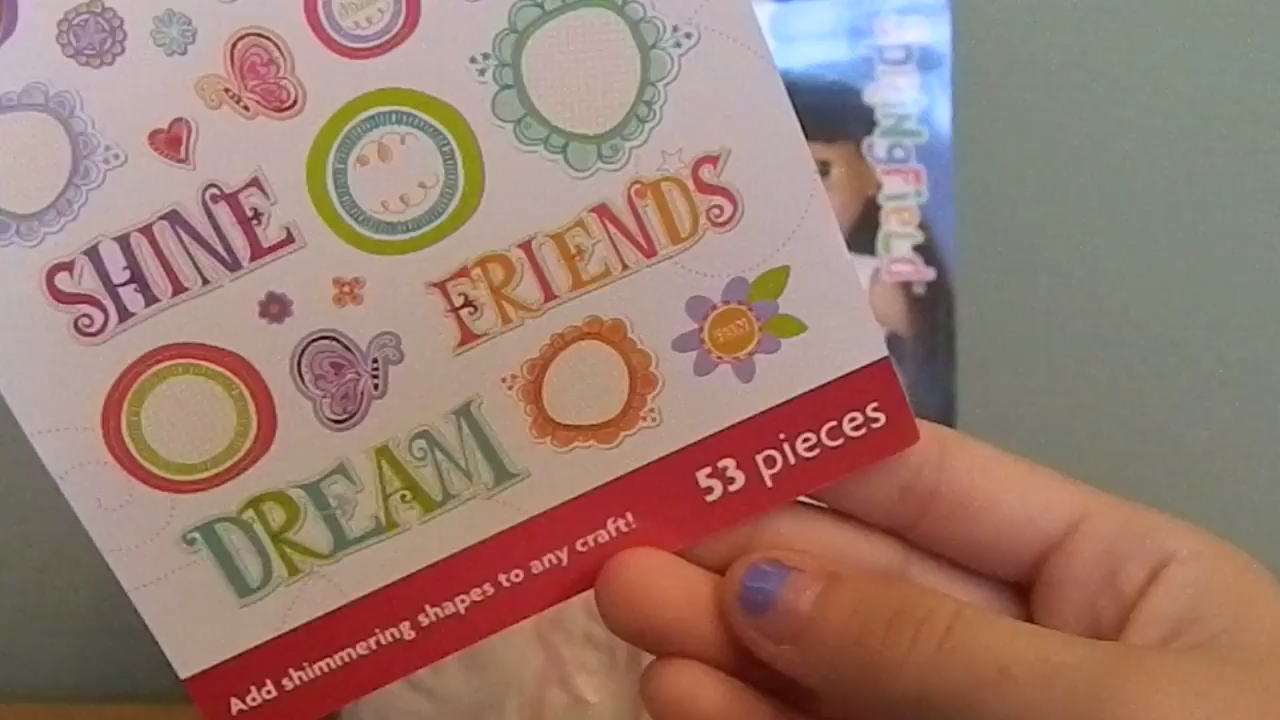 SHINE
FRIENDS
DREAM
53 pieces
Add shimmering shapes to any craft!